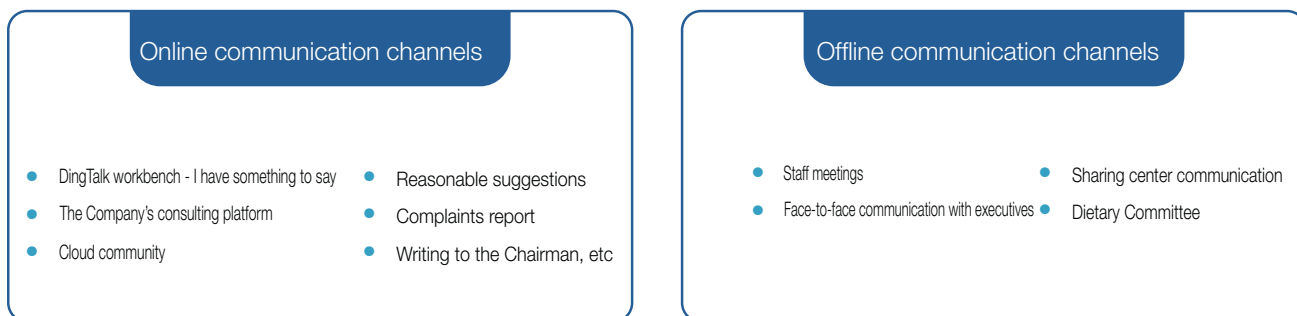 Online communication channels
DingTalk workbench - I have something to say
The Company's consulting platform
Cloud community
Reasonable suggestions
Complaints report
Writing to the Chairman, etc
Offline communication channels
Staff meetings
Face-to-face communication with executives
Sharing center communication
Dietary Committee